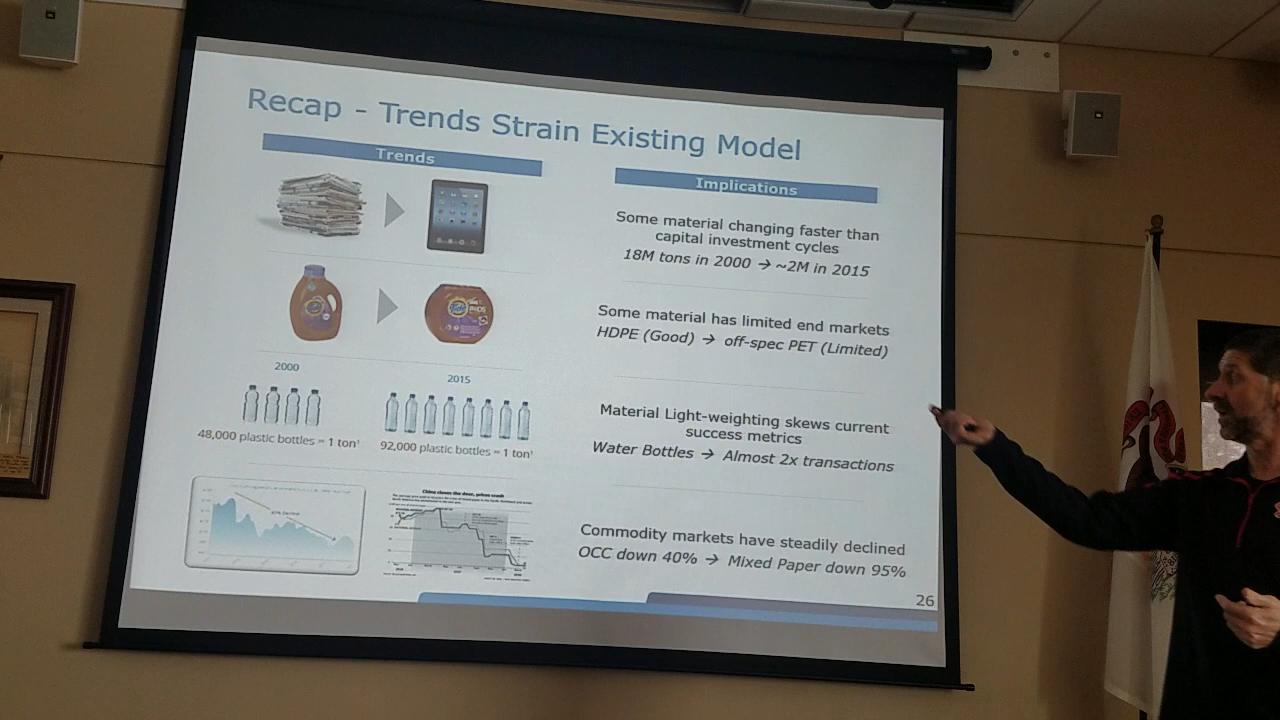 Recap - Trends Strain Existing Model
Trends
Implications
Some material changing faster than
capital investment cycles
18M tons in 2000 → ~2M in 2015
Some material has limited end markets
HDPE (Good) → off-spec PET (Limited)
2000
2015
48,000 plastic bottles = 1 ton¹
92,000 plastic bottles = 1 ton¹
Material Light-weighting skews current
success metrics
Water Bottles → Almost 2x transactions
China closes the door, prices crash
Commodity markets have steadily declined
OCC down 40% → Mixed Paper down 95%
26